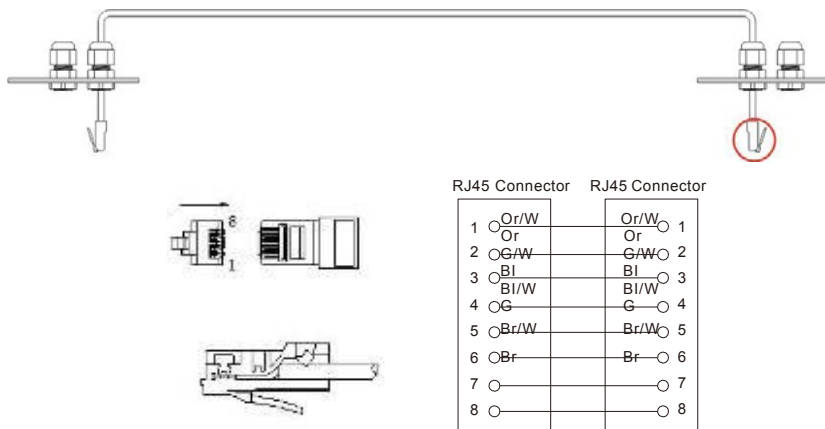 RJ45 Connector RJ45 Connector
1 Or/W Or/W 1
Or Or
2 G/W G/W 2
3 Bl Bl 3
Bl/W Bl/W
4 G G 4
5 Br/W Br/W 5
6 Br Br 6
7 7
8 8
8
1